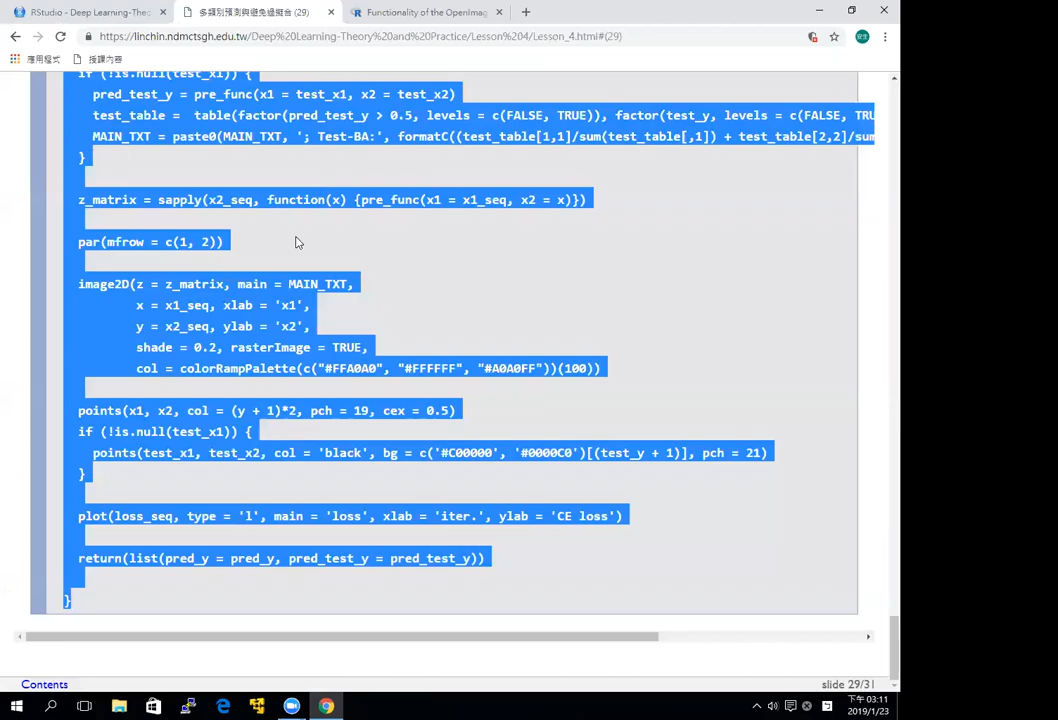 RStudio - Deep Learning-Theo
多類別預測與避免過擬合 (29)
Functionality of the OpenImag
https://linchin.ndmctsgh.edu.tw/Deep%20Learning-Theory%20and%20Practice/Lesson%204/Lesson_4.html#(29)
應用程式
授課內容
if (!is.null(test_x1)) {
pred_test_y = pre_func(x1 = test_x1, x2 = test_x2)
test_table =  table(factor(pred_test_y > 0.5, levels = c(FALSE, TRUE)), factor(test_y, levels = c(FALSE, TRU
MAIN_TXT = paste0(MAIN_TXT, '; Test-BA:', formatC((test_table[1,1]/sum(test_table[,1]) + test_table[2,2]/sum
}
z_matrix = sapply(x2_seq, function(x) {pre_func(x1 = x1_seq, x2 = x)})
par(mfrow = c(1, 2))
image2D(z = z_matrix, main = MAIN_TXT,
x = x1_seq, xlab = 'x1',
y = x2_seq, ylab = 'x2',
shade = 0.2, rasterImage = TRUE,
col = colorRampPalette(c("#FFA0A0", "#FFFFFF", "#A0A0FF"))(100))
points(x1, x2, col = (y + 1)*2, pch = 19, cex = 0.5)
if (!is.null(test_x1)) {
points(test_x1, test_x2, col = 'black', bg = c('#C00000', '#0000C0')[(test_y + 1)], pch = 21)
}
plot(loss_seq, type = 'l', main = 'loss', xlab = 'iter.', ylab = 'CE loss')
return(list(pred_y = pred_y, pred_test_y = pred_test_y))
}
Contents
slide 29/31
下午 03:11
2019/1/23